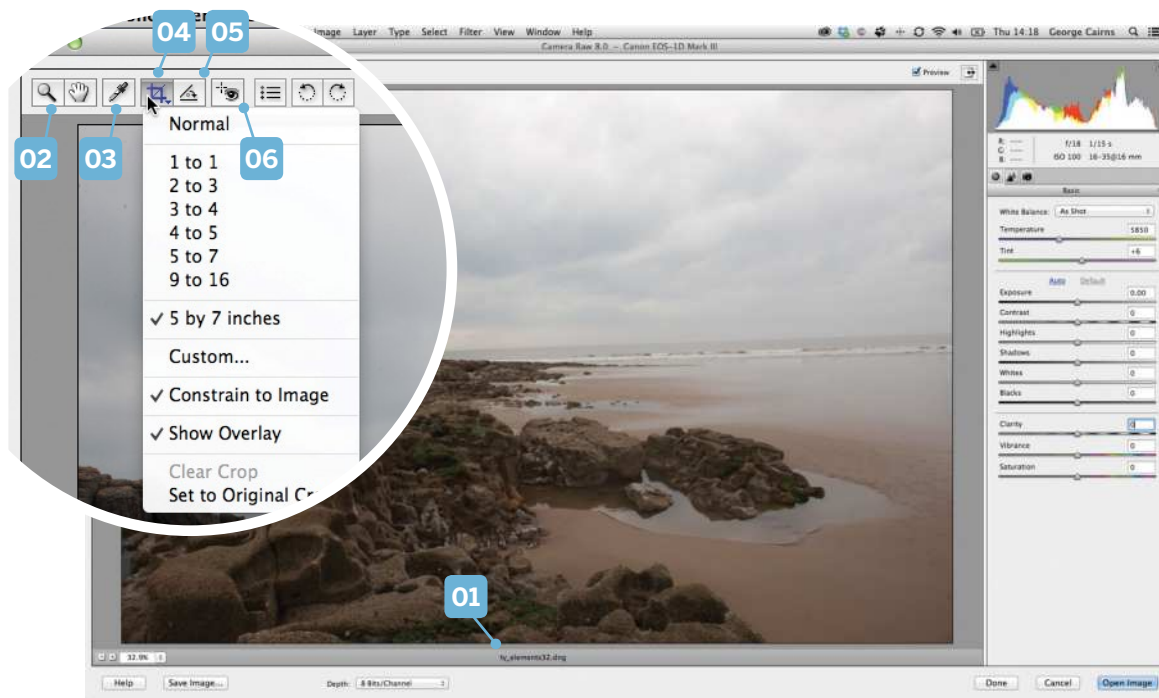 Image Layer Type Select Filter View Window Help
Thu 14:18 George Cairns
Camera Raw 8.0 – Canon EOS-1D Mark III
04
05
Preview
02
03
06
Normal
1 to 1
2 to 3
3 to 4
4 to 5
5 to 7
9 to 16
✓ 5 by 7 inches
Custom...
✓ Constrain to Image
✓ Show Overlay
Clear Crop
Set to Original
R: ---
G: ---
B: ---
f/18 1/15 s
ISO 100 16-35@16 mm
Basic
White Balance: As Shot
Temperature 5850
Tint +6
Auto Default
Exposure 0.00
Contrast 0
Highlights 0
Shadows 0
Whites 0
Blacks 0
Clarity 0
Vibrance 0
Saturation 0
01
32.9%
ty_elements32.dng
Help Save Image... Depth: 8 Bits/Channel Done Cancel Open Image